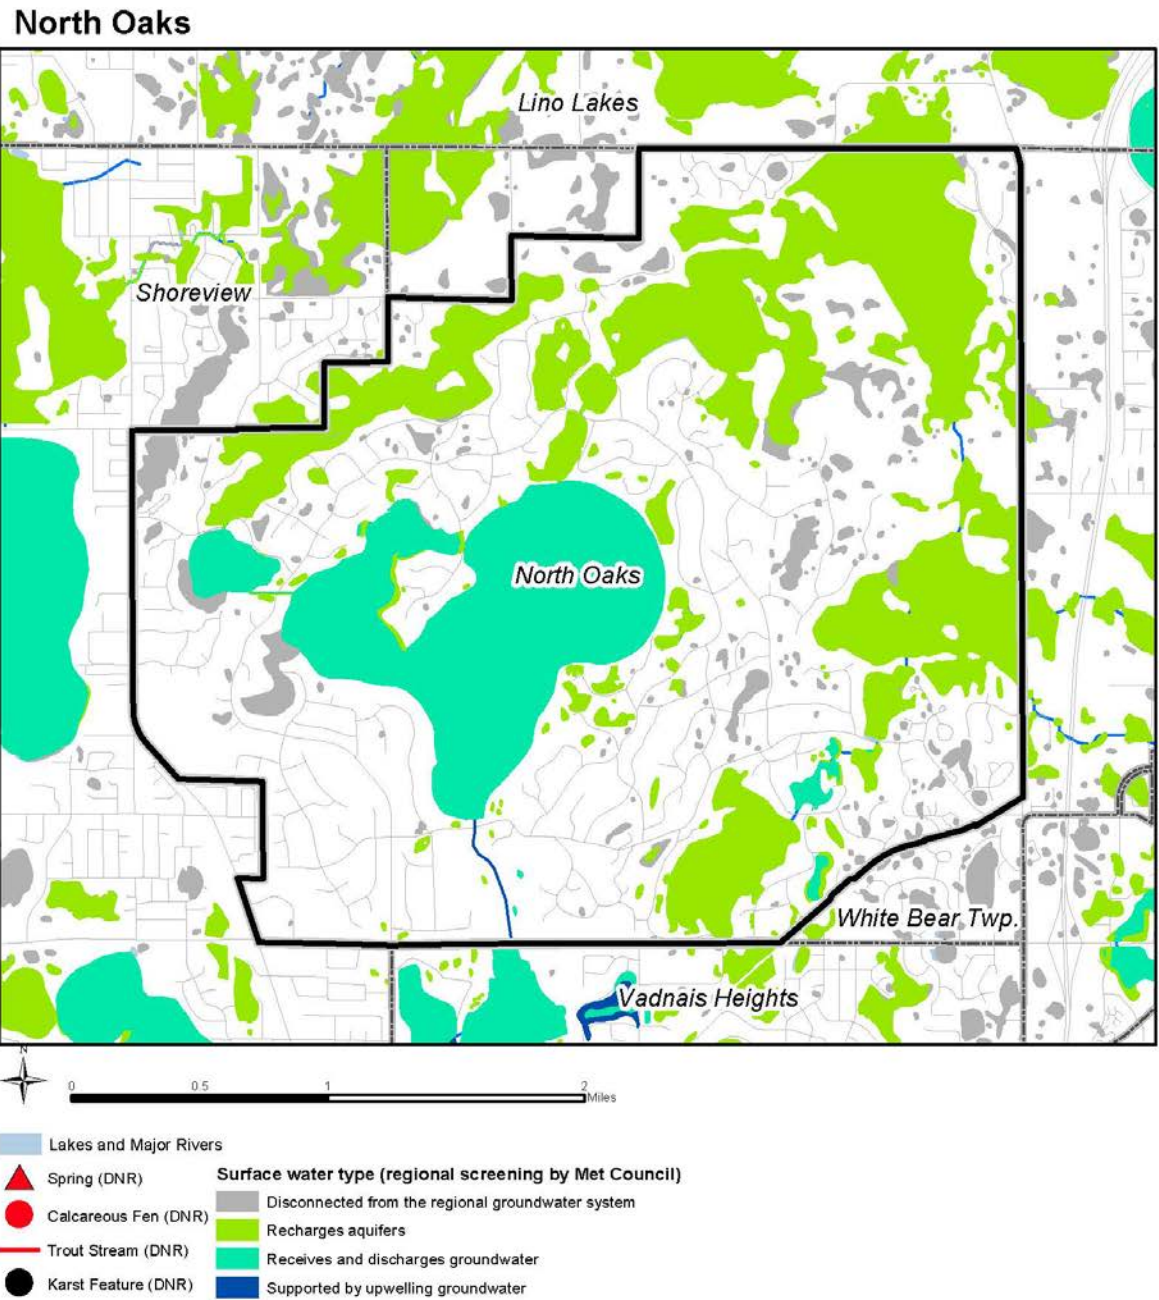 North Oaks
Lino Lakes
Shoreview
North Oaks
White Bear Twp.
Vadnais Heights
N
0 0.5 1 2
Miles
Lakes and Major Rivers
Spring (DNR)
Calcareous Fen (DNR)
Trout Stream (DNR)
Karst Feature (DNR)
Surface water type (regional screening by Met Council)
Disconnected from the regional groundwater system
Recharges aquifers
Receives and discharges groundwater
Supported by upwelling groundwater